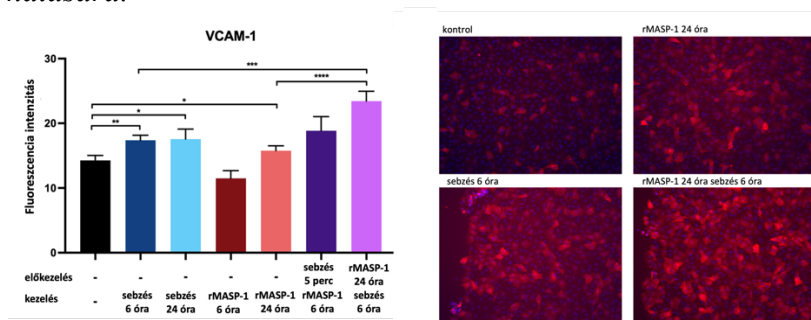 VCAM-1
Fluoreszcencia intenzitás
30
20
10
0
***
****
*
*
**
előkezelés - - - - - sebzés 5 perc rMASP-1 24 óra
kezelés - sebzés 6 óra sebzés 24 óra rMASP-1 6 óra rMASP-1 24 óra rMASP-1 6 óra sebzés 6 óra
kontrol
rMASP-1 24 óra
sebzés 6 óra
rMASP-1 24 óra sebzés 6 óra